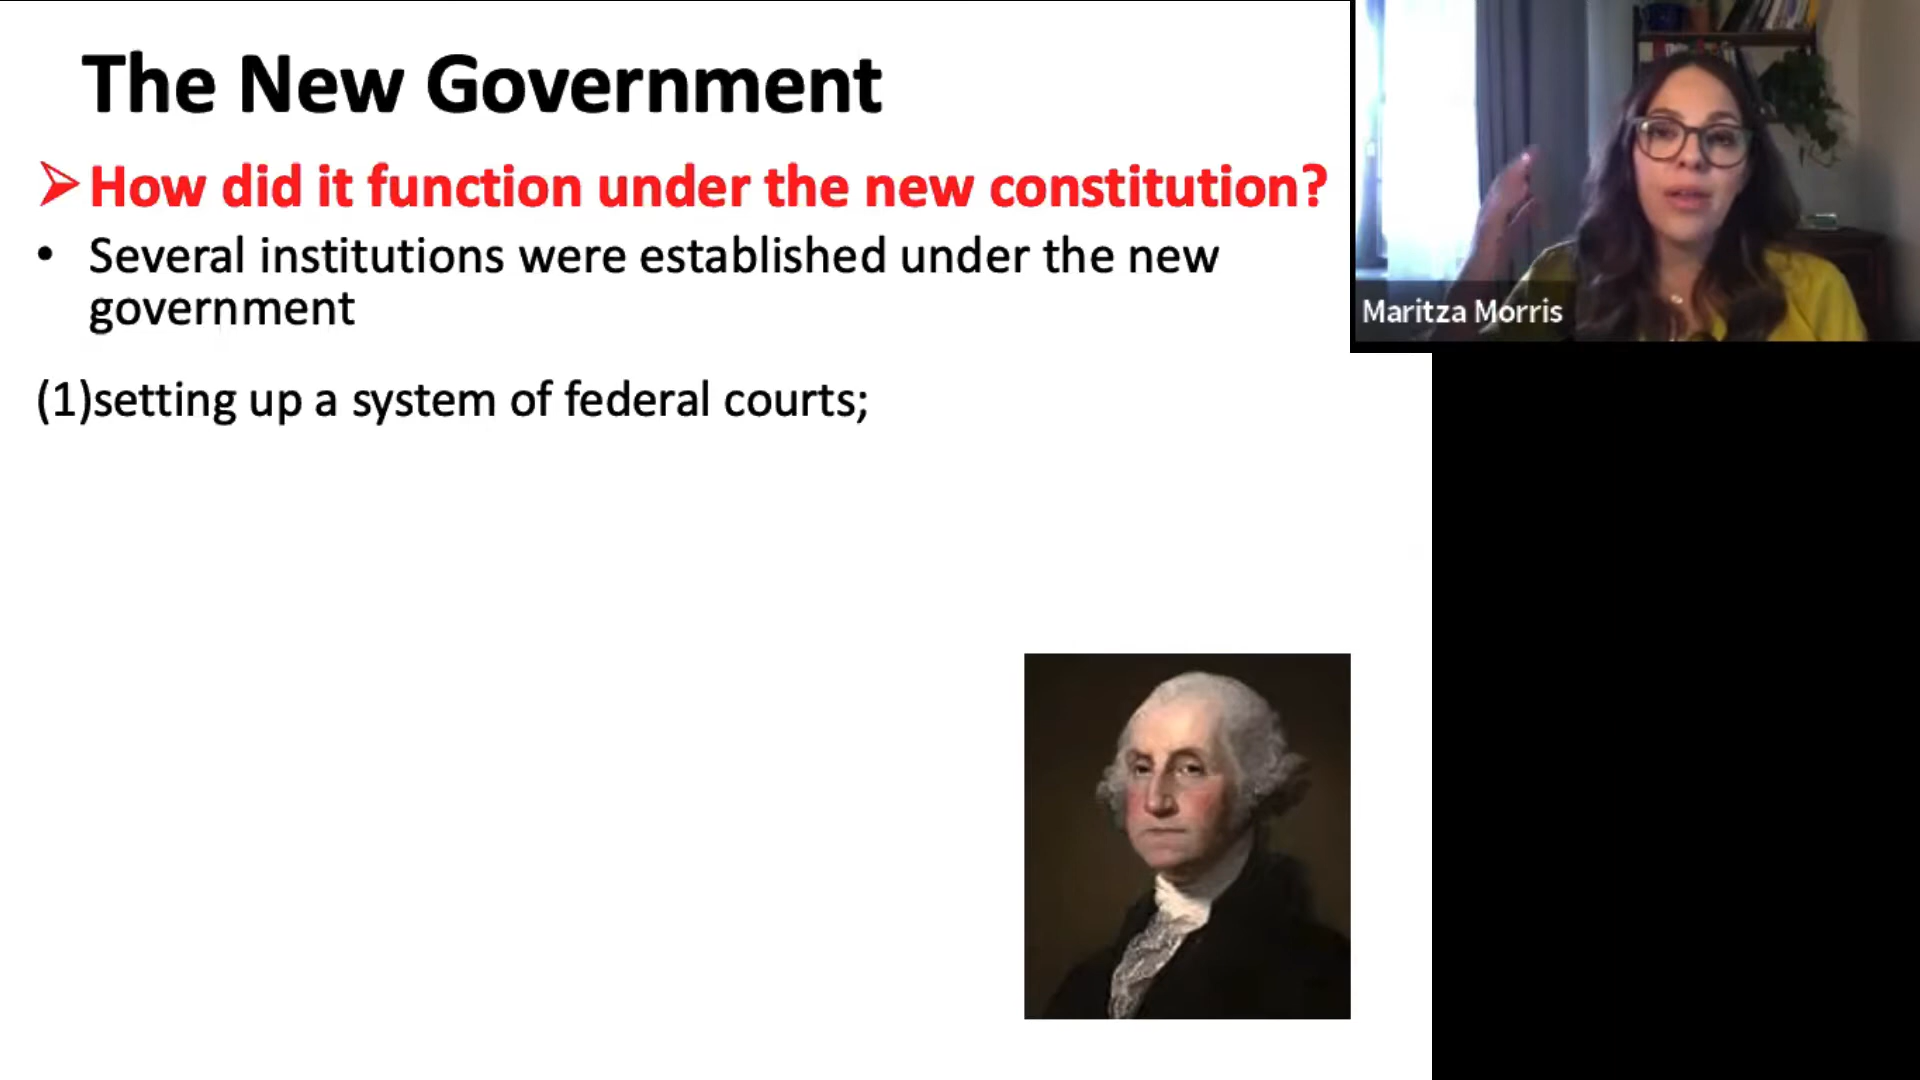 The New Government
➢How did it function under the new constitution?
• Several institutions were established under the new
government
(1)setting up a system of federal courts;
Maritza Morris